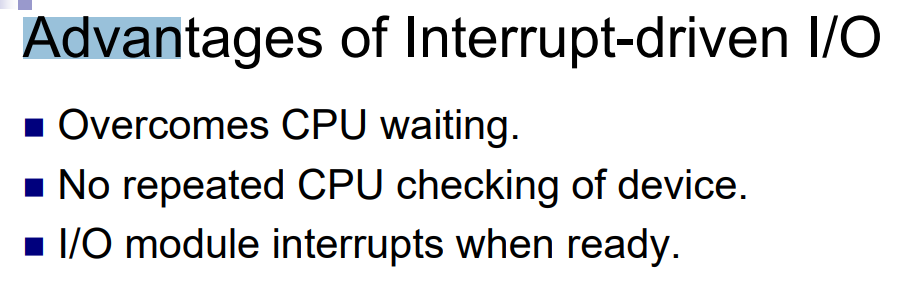 Advantages of Interrupt-driven I/O
Overcomes CPU waiting.
No repeated CPU checking of device.
I/O module interrupts when ready.